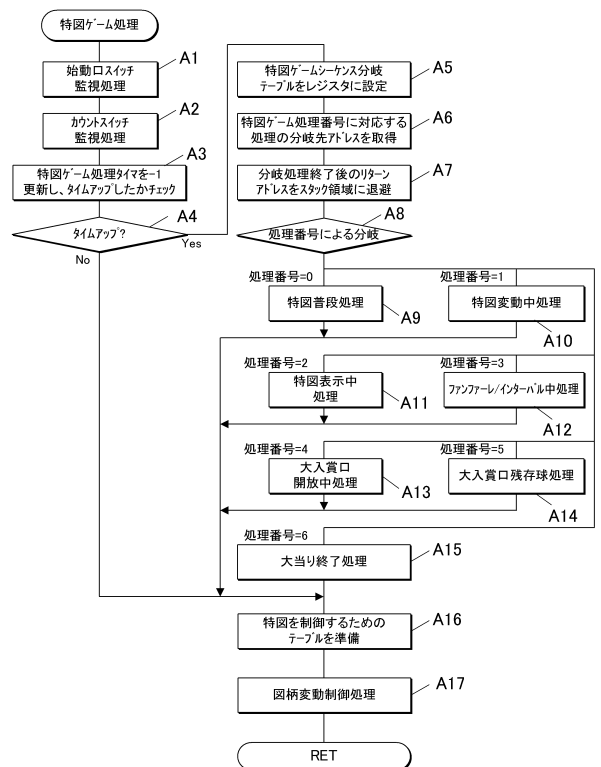 特図ゲーム処理
始動口スイッチ
監視処理
A1
カウントスイッチ
監視処理
A2
特図ゲーム処理タイマを-1
更新し、タイムアップしたかチェック
A3
タイムアップ?
A4
Yes
No
特図ゲームシーケンス分岐
テーブルをレジスタに設定
A5
特図ゲーム処理番号に対応する
処理の分岐先アドレスを取得
A6
分岐処理終了後のリターン
アドレスをスタック領域に退避
A7
処理番号による分岐
A8
処理番号=0
特図普段処理
A9
処理番号=1
特図変動中処理
A10
処理番号=2
特図表示中
処理
A11
処理番号=3
ファンファーレ/インターバル中処理
A12
処理番号=4
大入賞口
開放中処理
A13
処理番号=5
大入賞口残存球処理
A14
処理番号=6
大当り終了処理
A15
特図を制御するための
テーブルを準備
A16
図柄変動制御処理
A17
RET